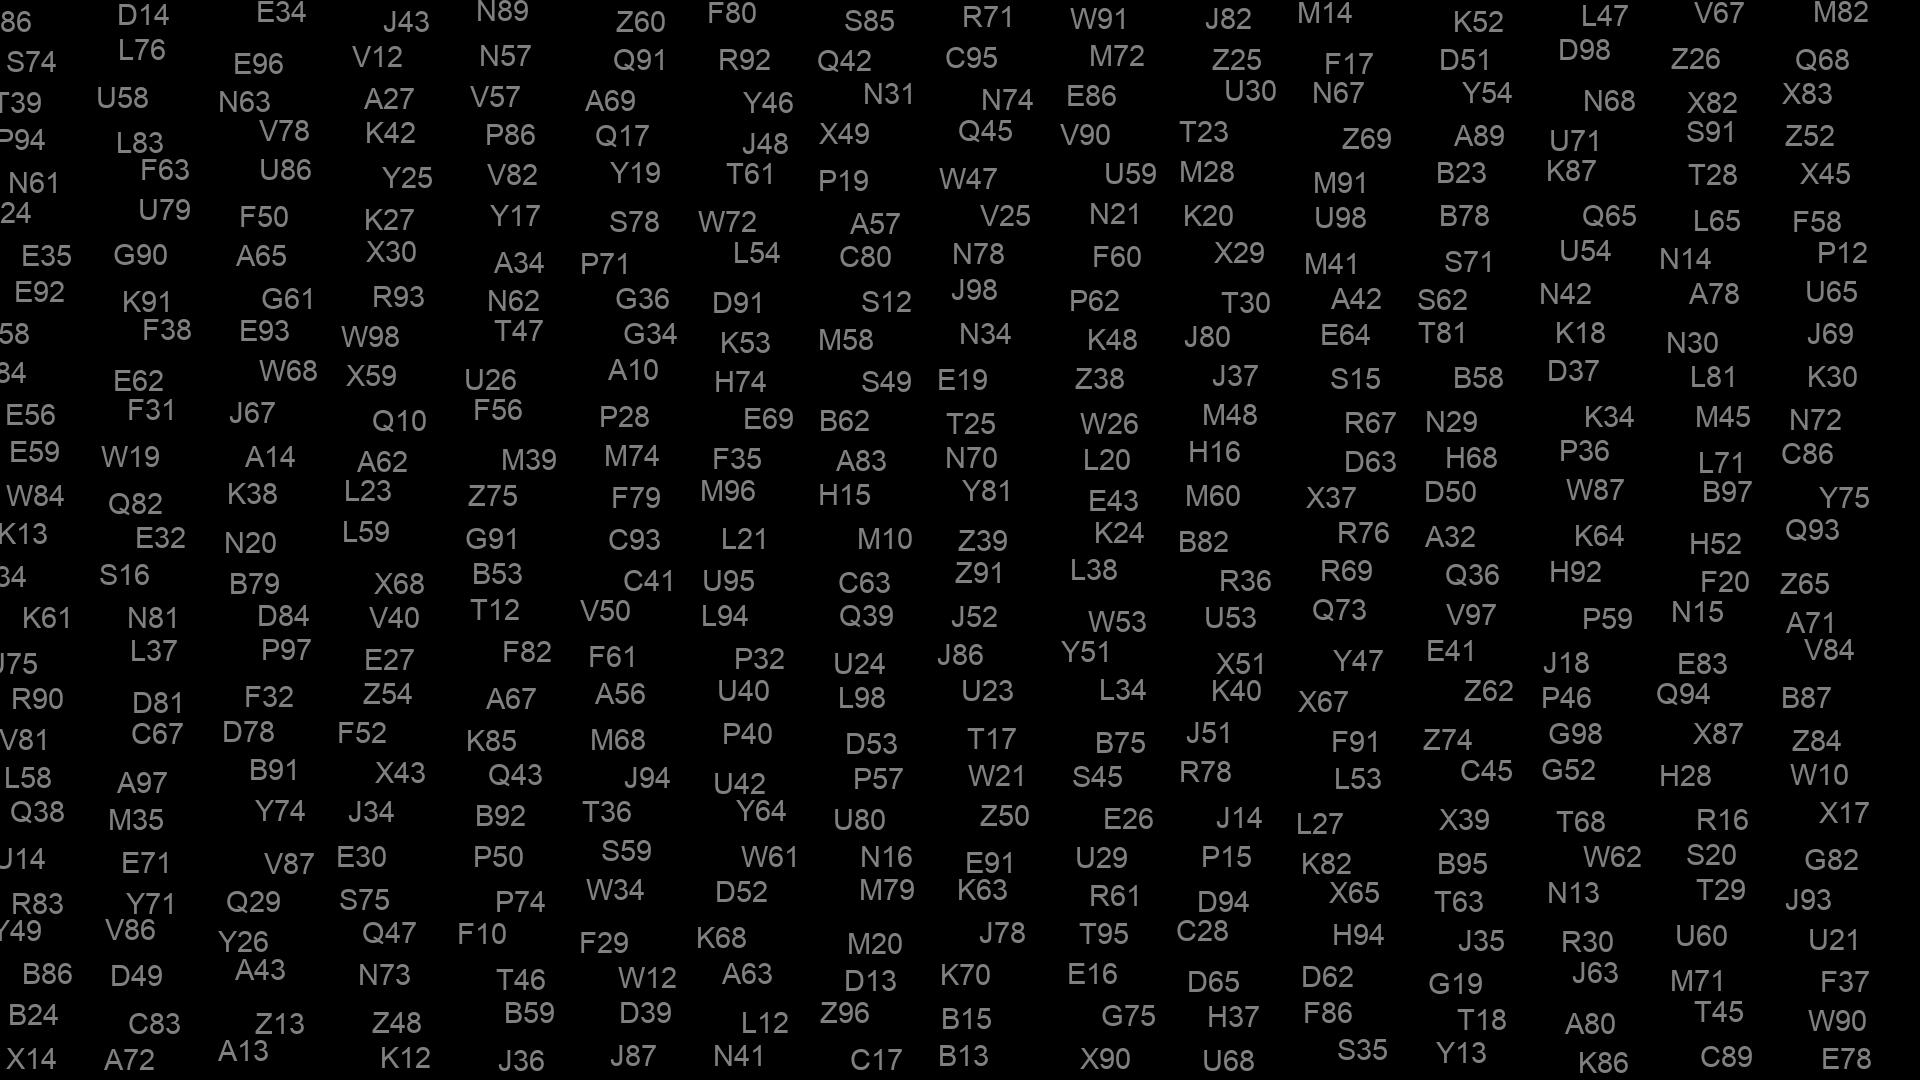 86 D14 E34 J43 N89 Z60 F80 S85 R71 W91 J82 M14 K52 L47 V67 M82
S74 L76 E96 V12 N57 Q91 R92 Q42 C95 M72 Z25 F17 D51 D98 Z26 Q68
T39 U58 N63 A27 V57 A69 Y46 N31 N74 E86 U30 N67 Y54 N68 X82 X83
P94 L83 V78 K42 P86 Q17 J48 X49 Q45 V90 T23 Z69 A89 U71 S91 Z52
N61 F63 U86 Y25 V82 Y19 T61 P19 W47 U59 M28 M91 B23 K87 T28 X45
24 U79 F50 K27 Y17 S78 W72 A57 V25 N21 K20 U98 B78 Q65 L65 F58
E35 G90 A65 X30 A34 P71 L54 C80 N78 F60 X29 M41 S71 U54 N14 P12
E92 K91 G61 R93 N62 G36 D91 S12 J98 P62 T30 A42 S62 N42 A78 U65
58 F38 E93 W98 T47 G34 K53 M58 N34 K48 J80 E64 T81 K18 N30 J69
84 E62 W68 X59 U26 A10 H74 S49 E19 Z38 J37 S15 B58 D37 L81 K30
E56 F31 J67 Q10 F56 P28 E69 B62 T25 W26 M48 R67 N29 K34 M45 N72
E59 W19 A14 A62 M39 M74 F35 A83 N70 L20 H16 D63 H68 P36 L71 C86
W84 Q82 K38 L23 Z75 F79 M96 H15 Y81 E43 M60 X37 D50 W87 B97 Y75
K13 E32 N20 L59 G91 C93 L21 M10 Z39 K24 B82 R76 A32 K64 H52 Q93
34 S16 B79 X68 B53 C41 U95 C63 Z91 L38 R36 R69 Q36 H92 F20 Z65
K61 N81 D84 V40 T12 V50 L94 Q39 J52 W53 U53 Q73 V97 P59 N15 A71
J75 L37 P97 E27 F82 F61 P32 U24 J86 Y51 X51 Y47 E41 J18 E83 V84
R90 D81 F32 Z54 A67 A56 U40 L98 U23 L34 K40 X67 Z62 P46 Q94 B87
V81 C67 D78 F52 K85 M68 P40 D53 T17 B75 J51 F91 Z74 G98 X87 Z84
L58 A97 B91 X43 Q43 J94 U42 P57 W21 S45 R78 L53 C45 G52 H28 W10
Q38 M35 Y74 J34 B92 T36 Y64 U80 Z50 E26 J14 L27 X39 T68 R16 X17
J14 E71 V87 E30 P50 S59 W61 N16 E91 U29 P15 K82 B95 W62 S20 G82
R83 Y71 Q29 S75 P74 W34 D52 M79 K63 R61 D94 X65 T63 N13 T29 J93
Y49 V86 Y26 Q47 F10 F29 K68 M20 J78 T95 C28 H94 J35 R30 U60 U21
B86 D49 A43 N73 T46 W12 A63 D13 K70 E16 D65 D62 G19 J63 M71 F37
B24 C83 Z13 Z48 B59 D39 L12 Z96 B15 G75 H37 F86 T18 A80 T45 W90
X14 A72 A13 K12 J36 J87 N41 C17 B13 X90 U68 S35 Y13 K86 C89 E78